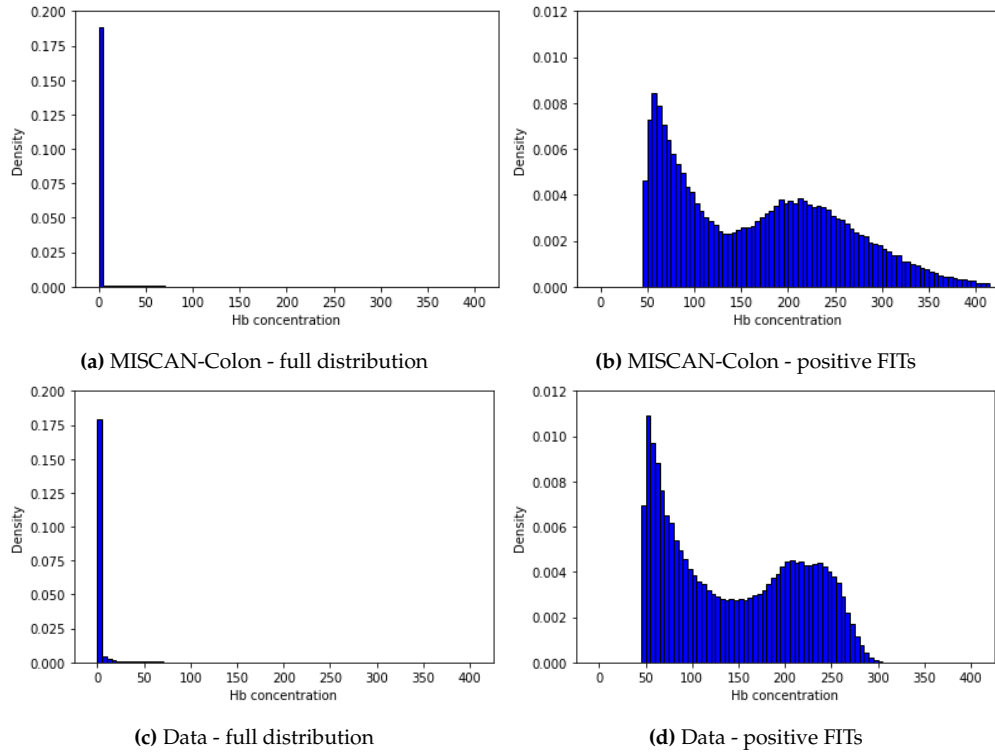 0.200
0.175
0.150
0.125
0.100
0.075
0.050
0.025
0.000
Density
0 50 100 150 200 250 300 350 400
Hb concentration
(a) MISCAN-Colon - full distribution
0.012
0.010
0.008
0.006
0.004
0.002
0.000
Density
0 50 100 150 200 250 300 350 400
Hb concentration
(b) MISCAN-Colon - positive FITs
0.200
0.175
0.150
0.125
0.100
0.075
0.050
0.025
0.000
Density
0 50 100 150 200 250 300 350 400
Hb concentration
(c) Data - full distribution
0.012
0.010
0.008
0.006
0.004
0.002
0.000
Density
0 50 100 150 200 250 300 350 400
Hb concentration
(d) Data - positive FITs